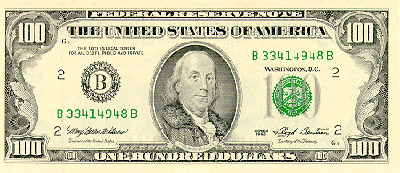 FEDERAL RESERVE NOTE
100 THE UNITED STATES OF AMERICA 100
THIS NOTE IS LEGAL TENDER
FOR ALL DEBTS, PUBLIC AND PRIVATE
B 33414948 B
WASHINGTON, D.C.
2 B 2
B 33414948 B
2 2
SERIES
100 ONE HUNDRED DOLLARS 100